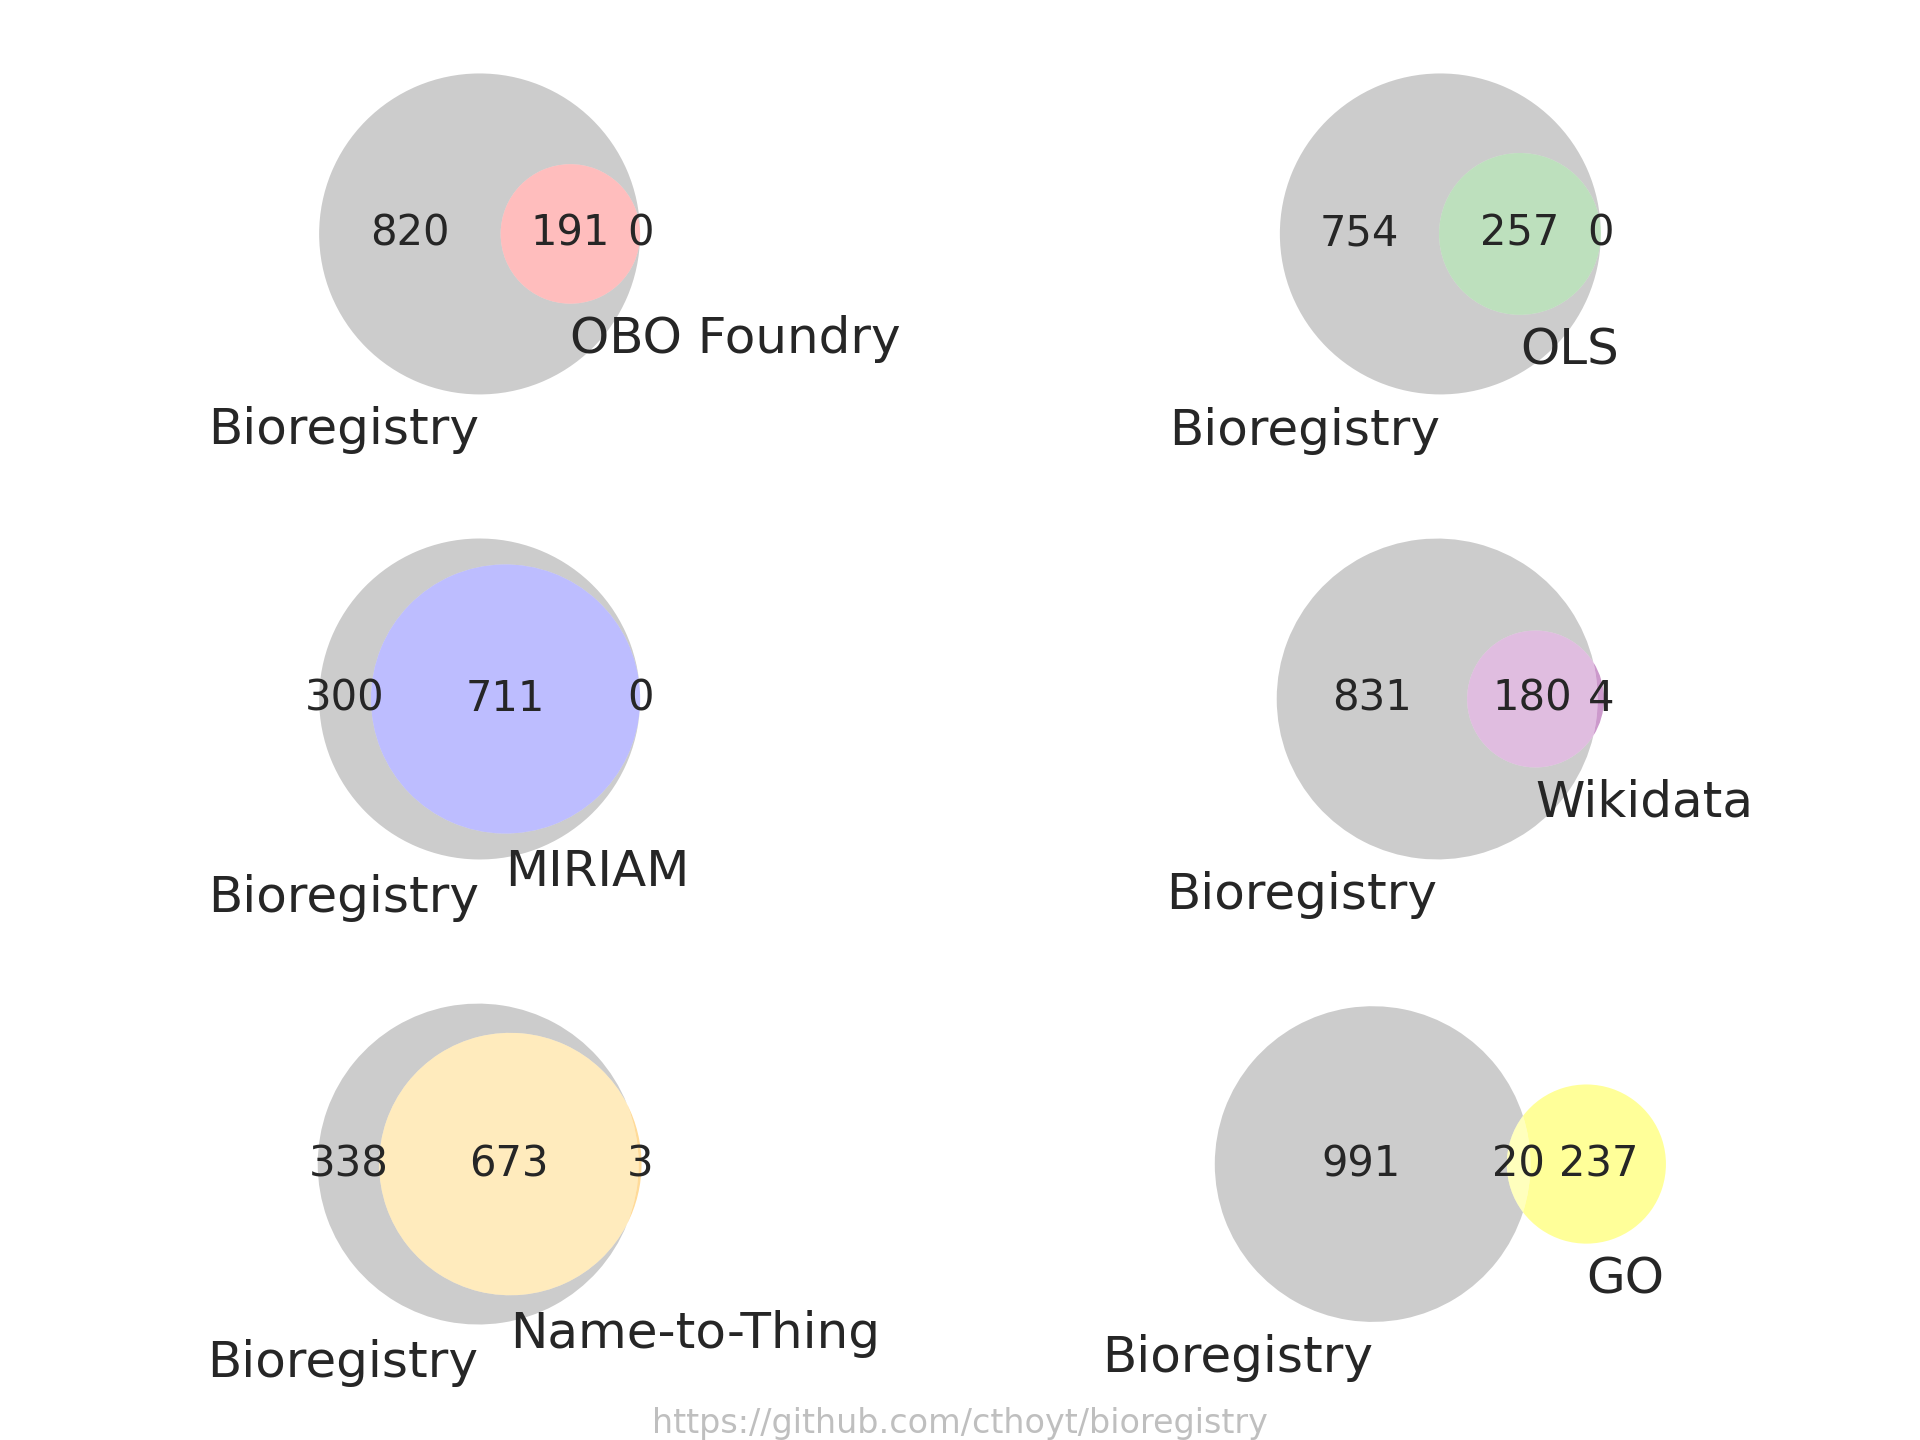 820 191 0
OBO Foundry
Bioregistry
754 257 0
OLS
Bioregistry
300 711 0
MIRIAM
Bioregistry
831 180 4
Wikidata
Bioregistry
338 673 3
Name-to-Thing
Bioregistry
991 20 237
GO
Bioregistry
https://github.com/cthoyt/bioregistry